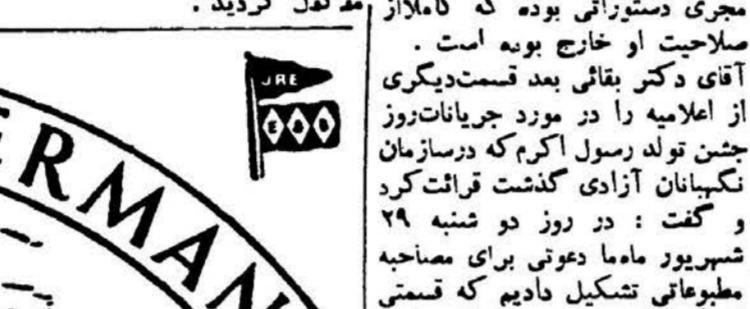 مجری دستوراتی بوده که کاملااز
صلاحیت او خارج بوده است .
آقای دکتر بقائی بعد قسمت‌دیگری
از اعلامیه را در مورد جریانات‌روز
جشن تولد رسول اکرم‌که درسازمان
نگهبانان آزادی گذشت قرائت‌کرد
و گفت : در روز دو شنبه ۲۹
شهریور ماه‌ما دعوتی برای مصاحبه
مطبوعاتی تشکیل دادیم که قسمتی
گردید .
JRE
ERMAN